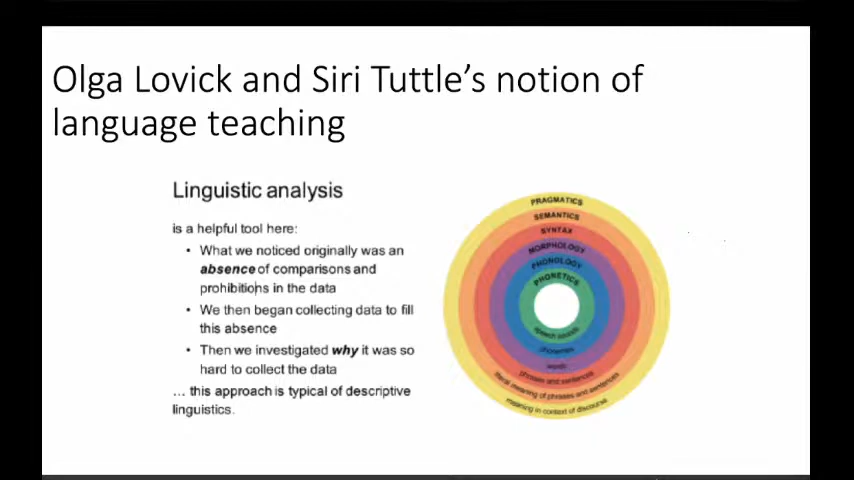 Olga Lovick and Siri Tuttle's notion of
language teaching
Linguistic analysis
is a helpful tool here:
• What we noticed originally was an
absence of comparisons and
prohibitions in the data
• We then began collecting data to fill
this absence
• Then we investigated why it was so
hard to collect the data
... this approach is typical of descriptive
linguistics.
PRAGMATICS
SEMANTICS
SYNTAX
MORPHOLOGY
PHONOLOGY
PHONETICS
speech sounds
phonemes
words
phrases and sentences
literal meaning of phrases and sentences
meaning in context of discourse